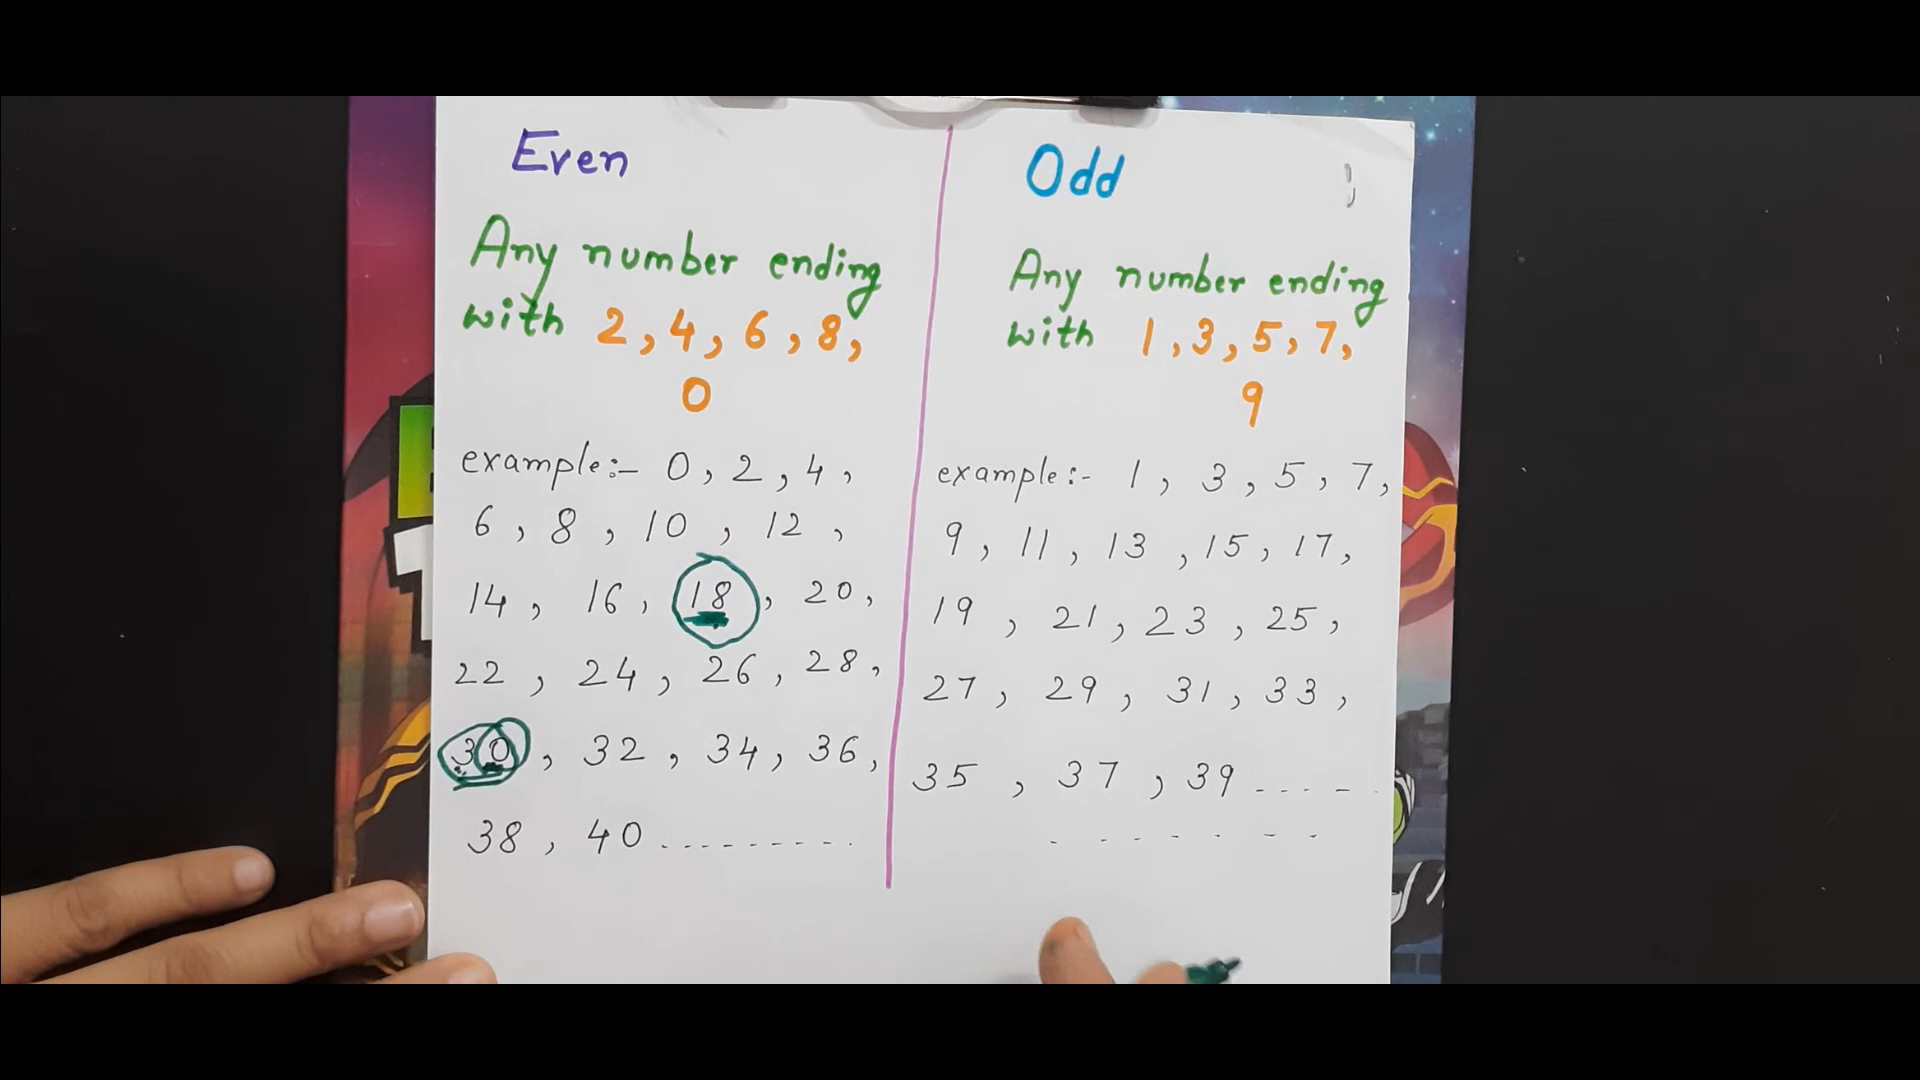 Even
Any number ending
with 2, 4, 6, 8,
0
example:- 0, 2, 4,
6, 8, 10, 12,
14, 16, 18, 20,
22, 24, 26, 28,
30, 32, 34, 36,
38, 40 .........
Odd
Any number ending
with 1, 3, 5, 7,
9
example:- 1, 3, 5, 7,
9, 11, 13, 15, 17,
19, 21, 23, 25,
27, 29, 31, 33,
35, 37, 39 - - - - -
- - - - - - -